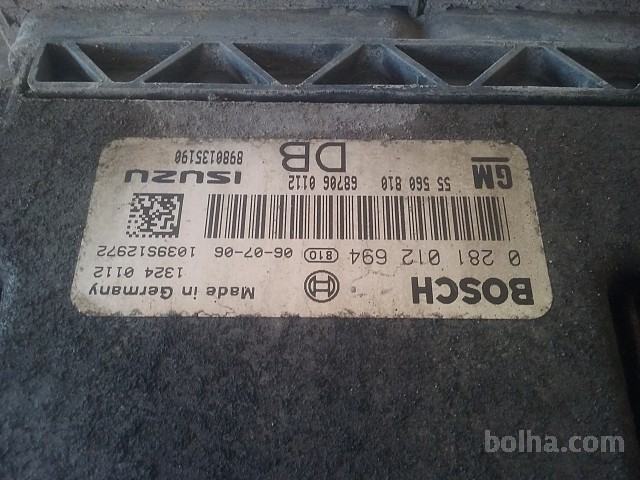 BOSCH Made in Germany
1324 0112
0 281 012 694 810 06-07-06 1039S12972
GM 55 560 810 68706 0112 ISUZU
DB 8980135190
bolha.com